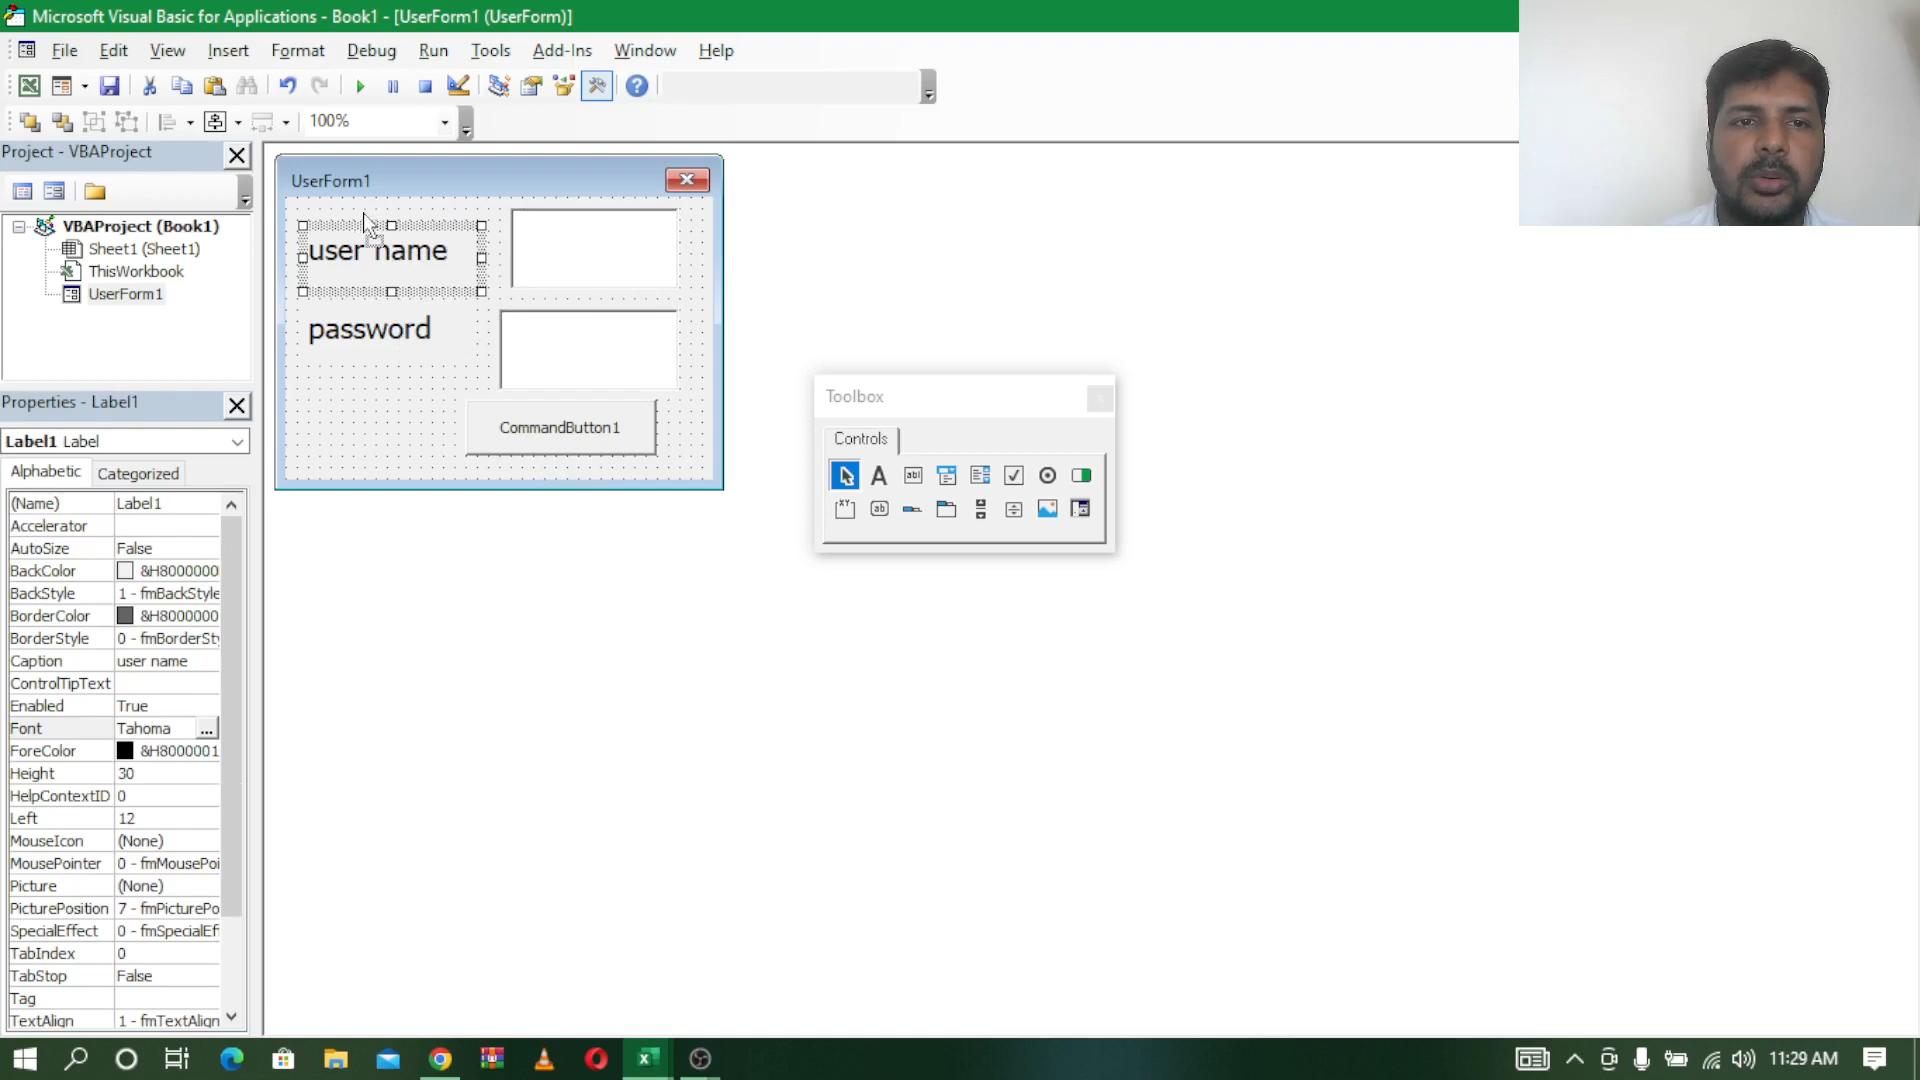 Microsoft Visual Basic for Applications - Book1 - [UserForm1 (UserForm)]
File Edit View Insert Format Debug Run Tools Add-Ins Window Help
100%
Project - VBAProject
VBAProject (Book1)
Sheet1 (Sheet1)
ThisWorkbook
UserForm1
UserForm1
user name
password
CommandButton1
Toolbox
Controls
A
abl
XY
ab
Properties - Label1
Label1 Label
Alphabetic Categorized
(Name) Label1
Accelerator
AutoSize False
BackColor &H8000000
BackStyle 1 - fmBackStyle
BorderColor &H8000000
BorderStyle 0 - fmBorderSty
Caption user name
ControlTipText
Enabled True
Font Tahoma ...
ForeColor &H8000001
Height 30
HelpContextID 0
Left 12
MouseIcon (None)
MousePointer 0 - fmMousePoi
Picture (None)
PicturePosition 7 - fmPicturePo
SpecialEffect 0 - fmSpecialEff
TabIndex 0
TabStop False
Tag
TextAlign 1 - fmTextAlign
11:29 AM